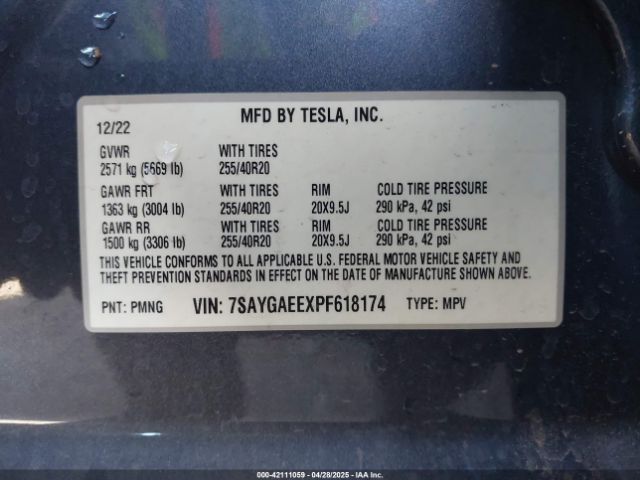 MFD BY TESLA, INC.
12/22
GVWR WITH TIRES
2571 kg (5669 lb) 255/40R20
GAWR FRT WITH TIRES RIM COLD TIRE PRESSURE
1363 kg (3004 lb) 255/40R20 20X9.5J 290 kPa, 42 psi
GAWR RR WITH TIRES RIM COLD TIRE PRESSURE
1500 kg (3306 lb) 255/40R20 20X9.5J 290 kPa, 42 psi
THIS VEHICLE CONFORMS TO ALL APPLICABLE U.S. FEDERAL MOTOR VEHICLE SAFETY AND
THEFT PREVENTION STANDARDS IN EFFECT ON THE DATE OF MANUFACTURE SHOWN ABOVE.
PNT: PMNG VIN: 7SAYGAEEXPF618174 TYPE: MPV
000-42111059 - 04/28/2025 - IAA Inc.